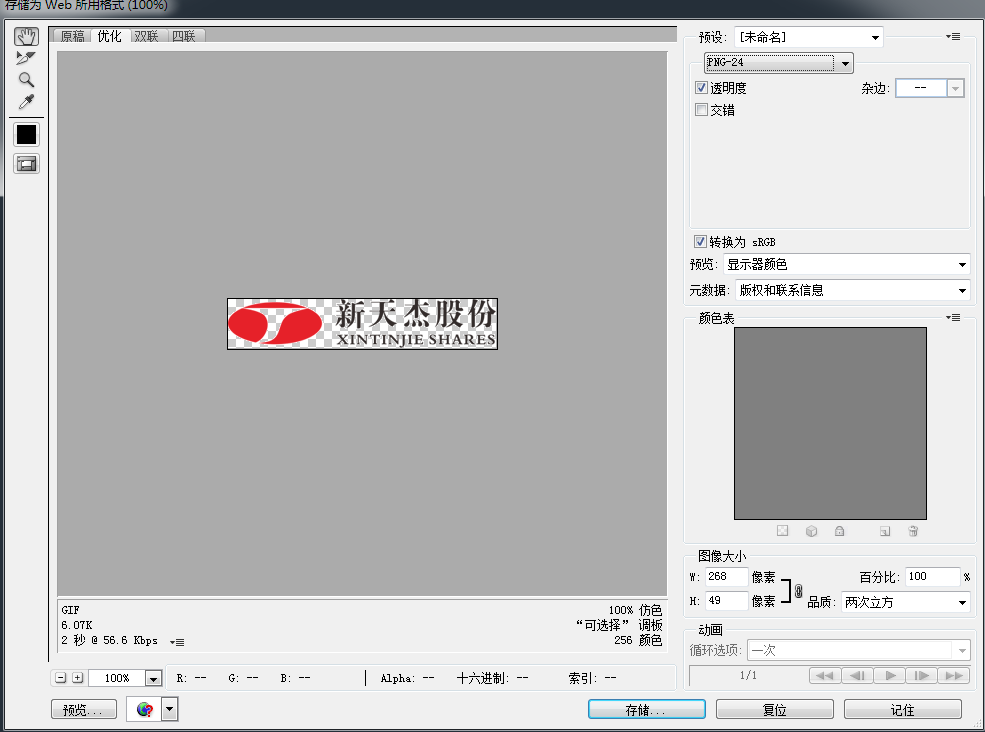 存储为 Web 所用格式 (100%)
原稿 优化 双联 四联
预设: [未命名]
PNG-24
透明度 杂边: --
交错
转换为 sRGB
预览: 显示器颜色
元数据: 版权和联系信息
颜色表
新天杰股份
XINTINJIE SHARES
图像大小
W: 268 像素 百分比: 100 %
H: 49 像素 品质: 两次立方
GIF 100% 仿色
6.07K “可选择” 调板
2 秒 @ 56.6 Kbps 256 颜色
动画
循环选项: 一次
1/1
100% R: -- G: -- B: -- Alpha: -- 十六进制: -- 索引: --
预览... 存储... 复位 记住